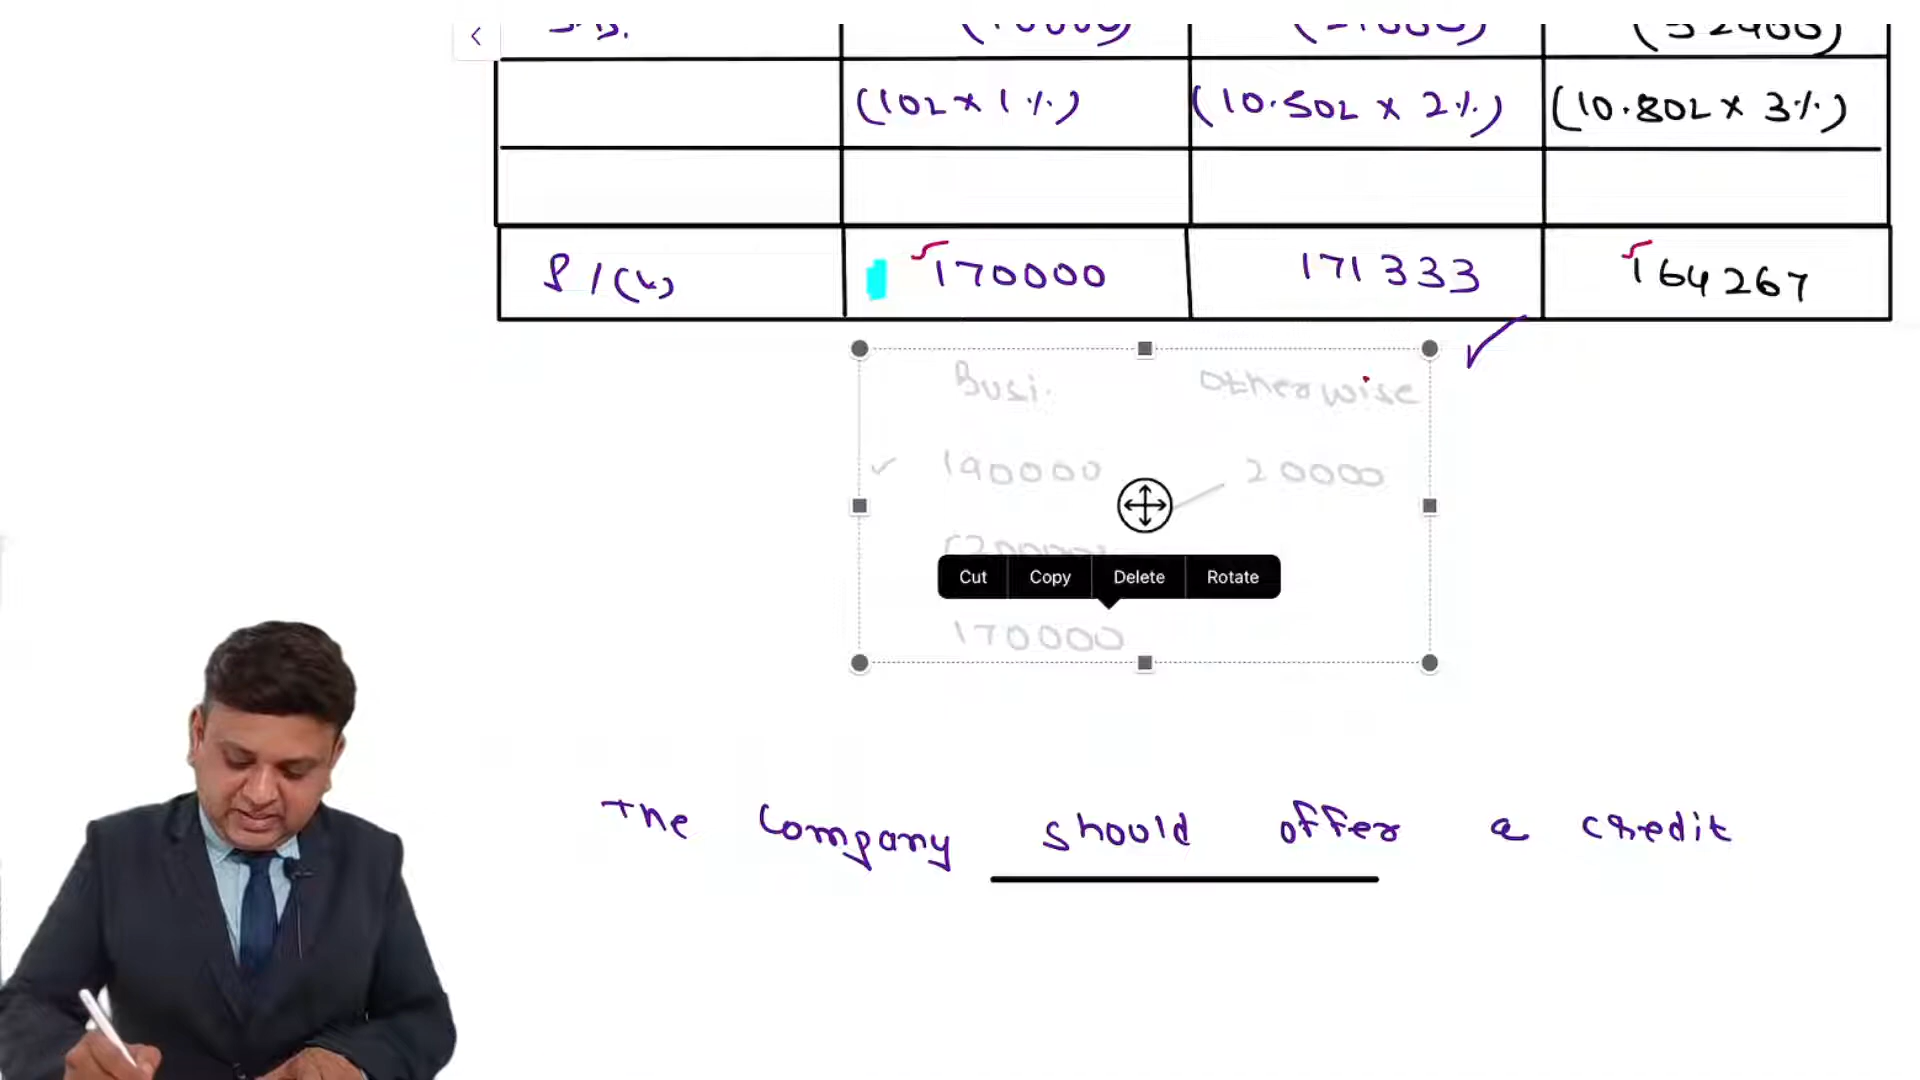 (10L x 1%) (10.50L x 2%) (10.80L x 3%)
P/(L) 170000 171333 164267
Busi. Otherwise
190000 20000
Cut Copy Delete Rotate
170000
The Company should offer a credit